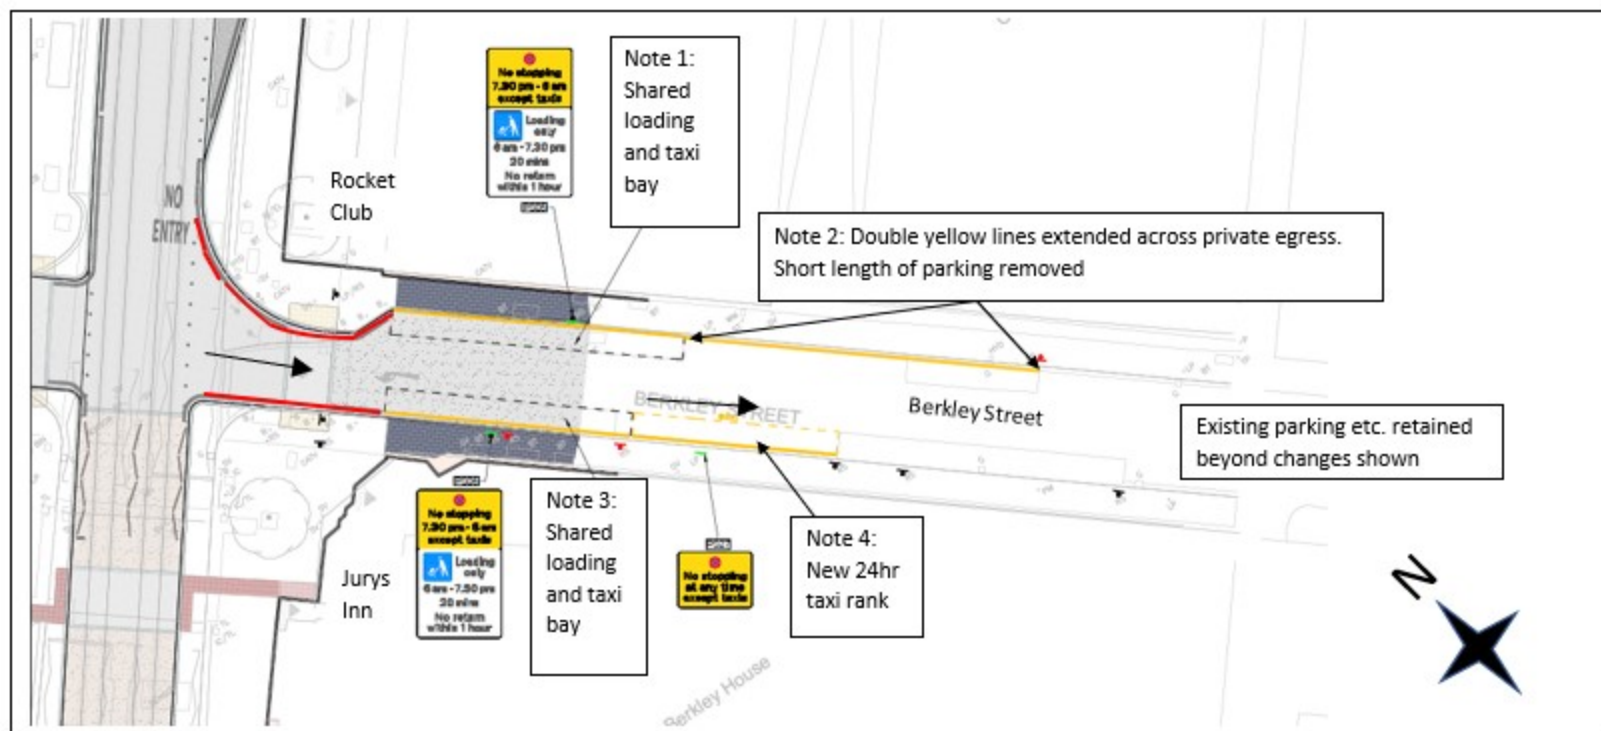 No stopping
7.30 pm - 6 am
except taxis
Loading
only
6 am - 7.30 pm
20 mins
No return
within 1 hour
Note 1:
Shared
loading
and taxi
bay
Rocket
Club
NO
ENTRY
Note 2: Double yellow lines extended across private egress.
Short length of parking removed
BERKLEY STREET
Berkley Street
Existing parking etc. retained
beyond changes shown
No stopping
7.30 pm - 6 am
except taxis
Loading
only
6 am - 7.30 pm
20 mins
No return
within 1 hour
Note 3:
Shared
loading
and taxi
bay
No stopping
at any time
except taxis
Note 4:
New 24hr
taxi rank
Jurys
Inn
Berkley House
N